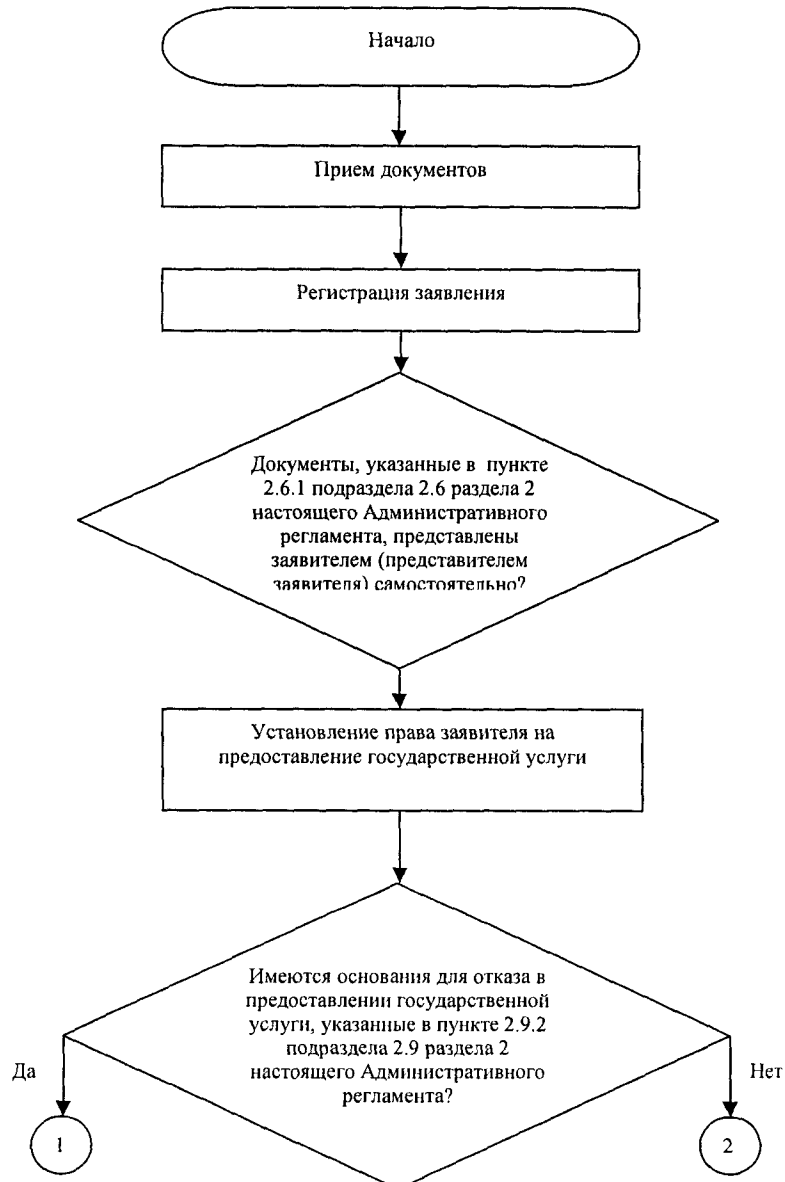 Начало
Прием документов
Регистрация заявления
Документы, указанные в пункте
2.6.1 подраздела 2.6 раздела 2
настоящего Административного
регламента, представлены
заявителем (представителем
заявителя) самостоятельно?
Установление права заявителя на
предоставление государственной услуги
Имеются основания для отказа в
предоставлении государственной
услуги, указанные в пункте 2.9.2
подраздела 2.9 раздела 2
настоящего Административного
регламента?
Да
Нет
1
2